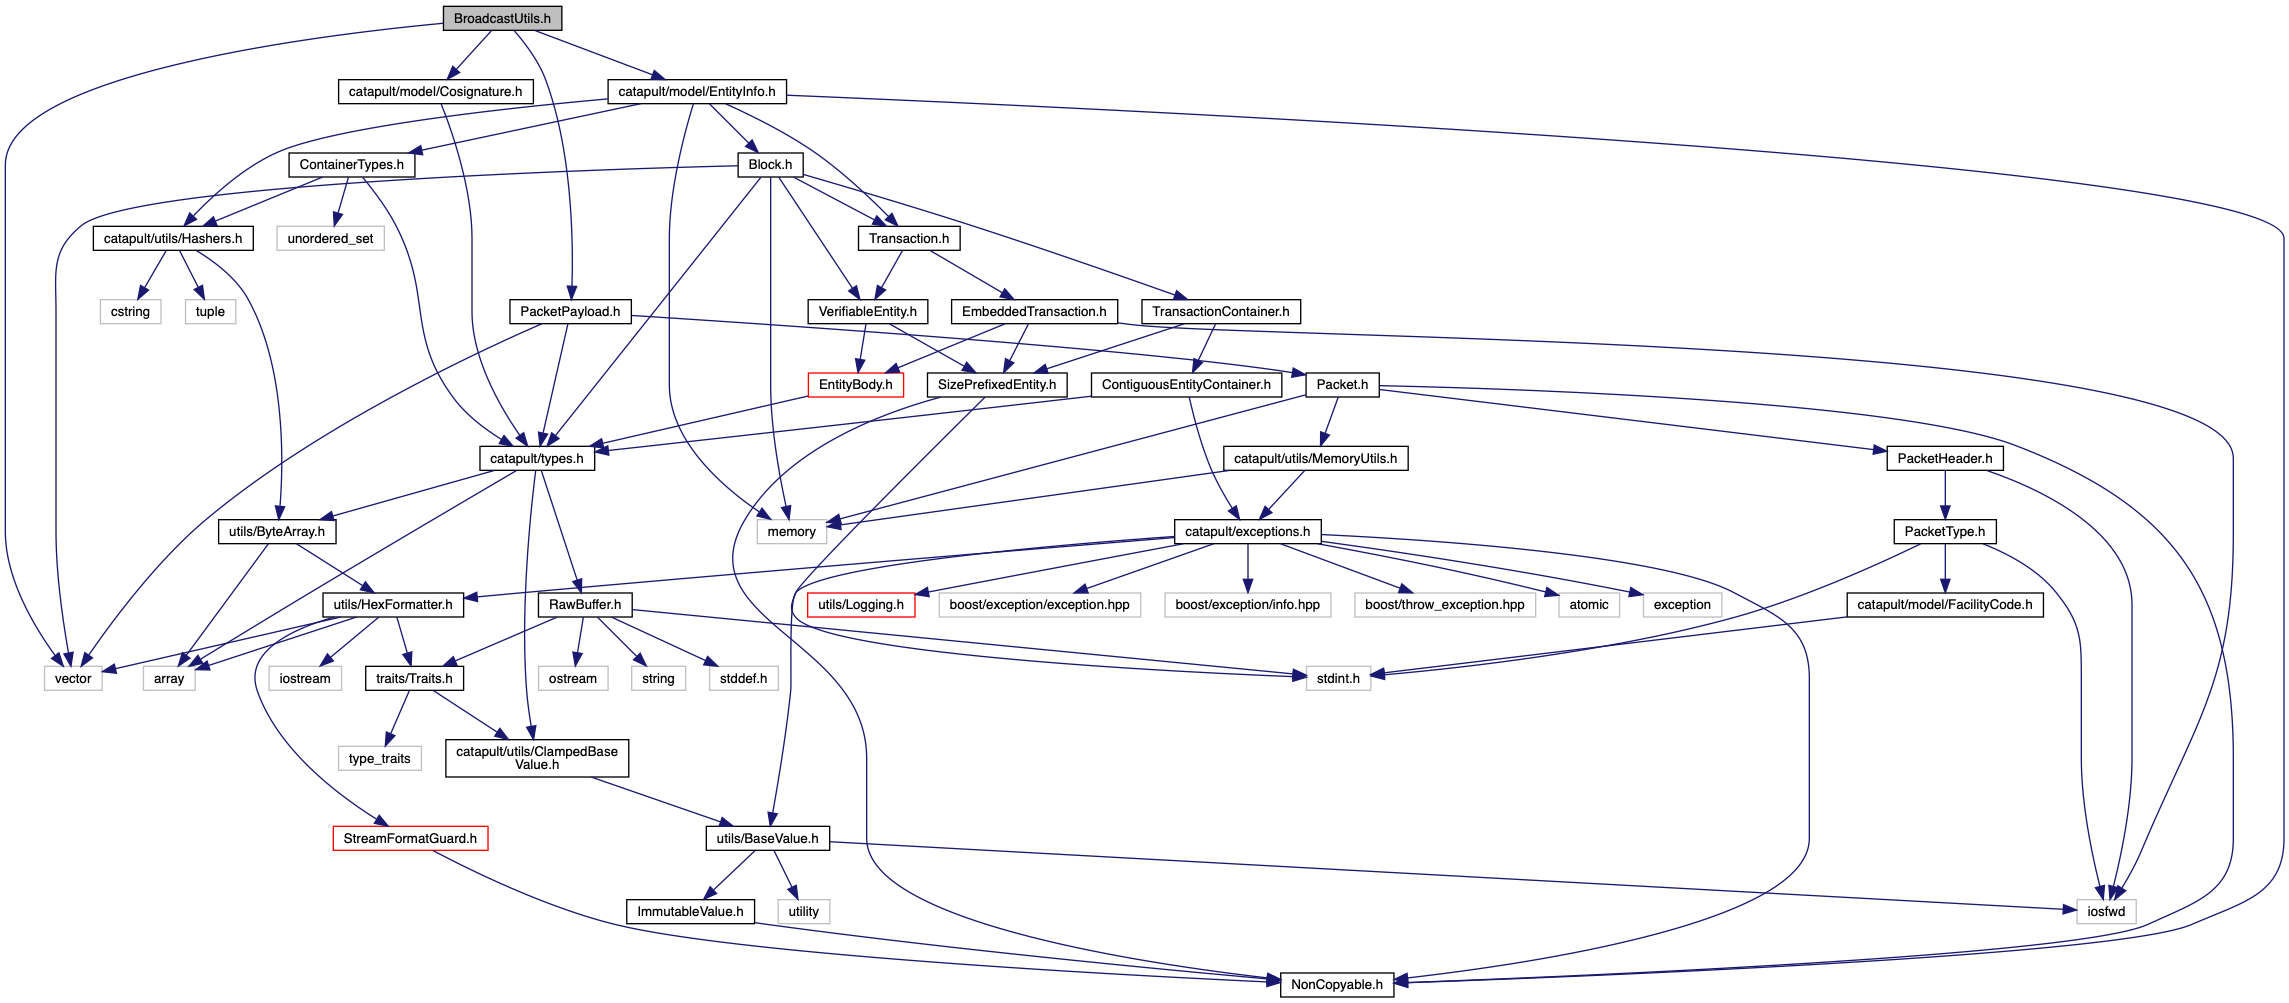 BroadcastUtils.h
catapult/model/Cosignature.h
catapult/model/EntityInfo.h
ContainerTypes.h
Block.h
catapult/utils/Hashers.h
unordered_set
Transaction.h
cstring
tuple
PacketPayload.h
VerifiableEntity.h
EmbeddedTransaction.h
TransactionContainer.h
EntityBody.h
SizePrefixedEntity.h
ContiguousEntityContainer.h
Packet.h
catapult/types.h
catapult/utils/MemoryUtils.h
PacketHeader.h
utils/ByteArray.h
memory
catapult/exceptions.h
PacketType.h
utils/HexFormatter.h
RawBuffer.h
utils/Logging.h
boost/exception/exception.hpp
boost/exception/info.hpp
boost/throw_exception.hpp
atomic
exception
catapult/model/FacilityCode.h
vector
array
iostream
traits/Traits.h
ostream
string
stddef.h
stdint.h
type_traits
catapult/utils/ClampedBase
Value.h
StreamFormatGuard.h
utils/BaseValue.h
ImmutableValue.h
utility
iosfwd
NonCopyable.h